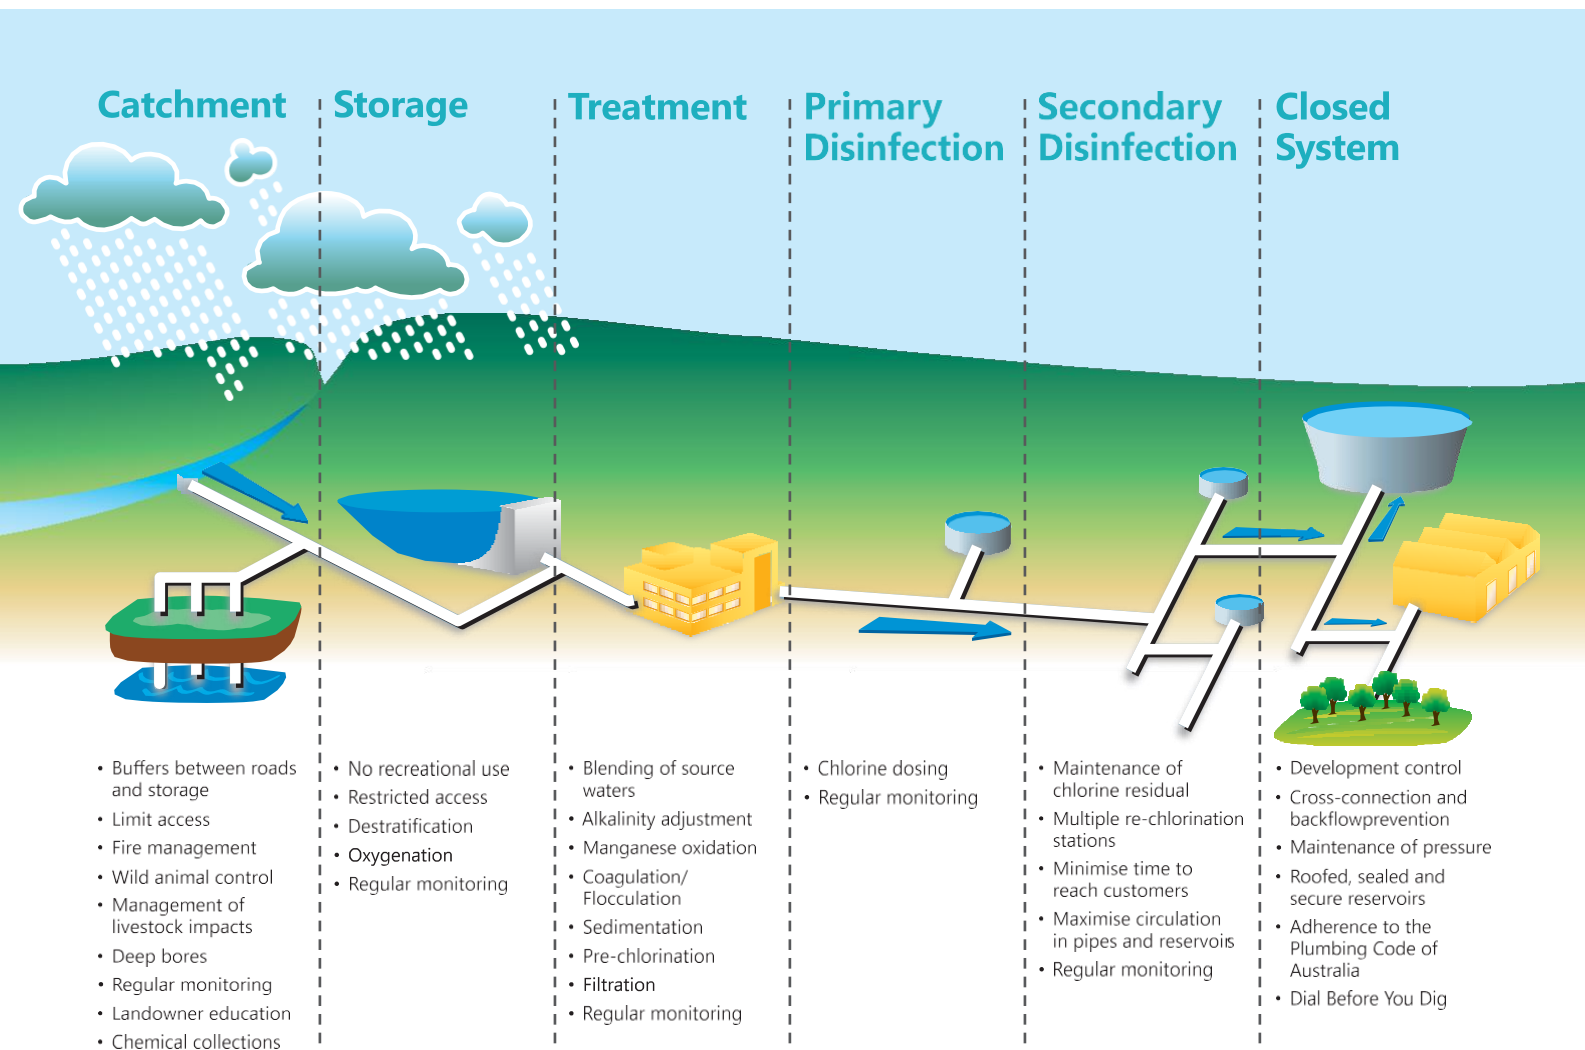 Catchment
• Buffers between roads
and storage
• Limit access
• Fire management
• Wild animal control
• Management of
livestock impacts
• Deep bores
• Regular monitoring
• Landowner education
• Chemical collections
Storage
• No recreational use
• Restricted access
• Destratification
• Oxygenation
• Regular monitoring
Treatment
• Blending of source
waters
• Alkalinity adjustment
• Manganese oxidation
• Coagulation/
Flocculation
• Sedimentation
• Pre-chlorination
• Filtration
• Regular monitoring
Primary
Disinfection
• Chlorine dosing
• Regular monitoring
Secondary
Disinfection
• Maintenance of
chlorine residual
• Multiple re-chlorination
stations
• Minimise time to
reach customers
• Maximise circulation
in pipes and reservoirs
• Regular monitoring
Closed
System
• Development control
• Cross-connection and
backflowprevention
• Maintenance of pressure
• Roofed, sealed and
secure reservoirs
• Adherence to the
Plumbing Code of
Australia
• Dial Before You Dig